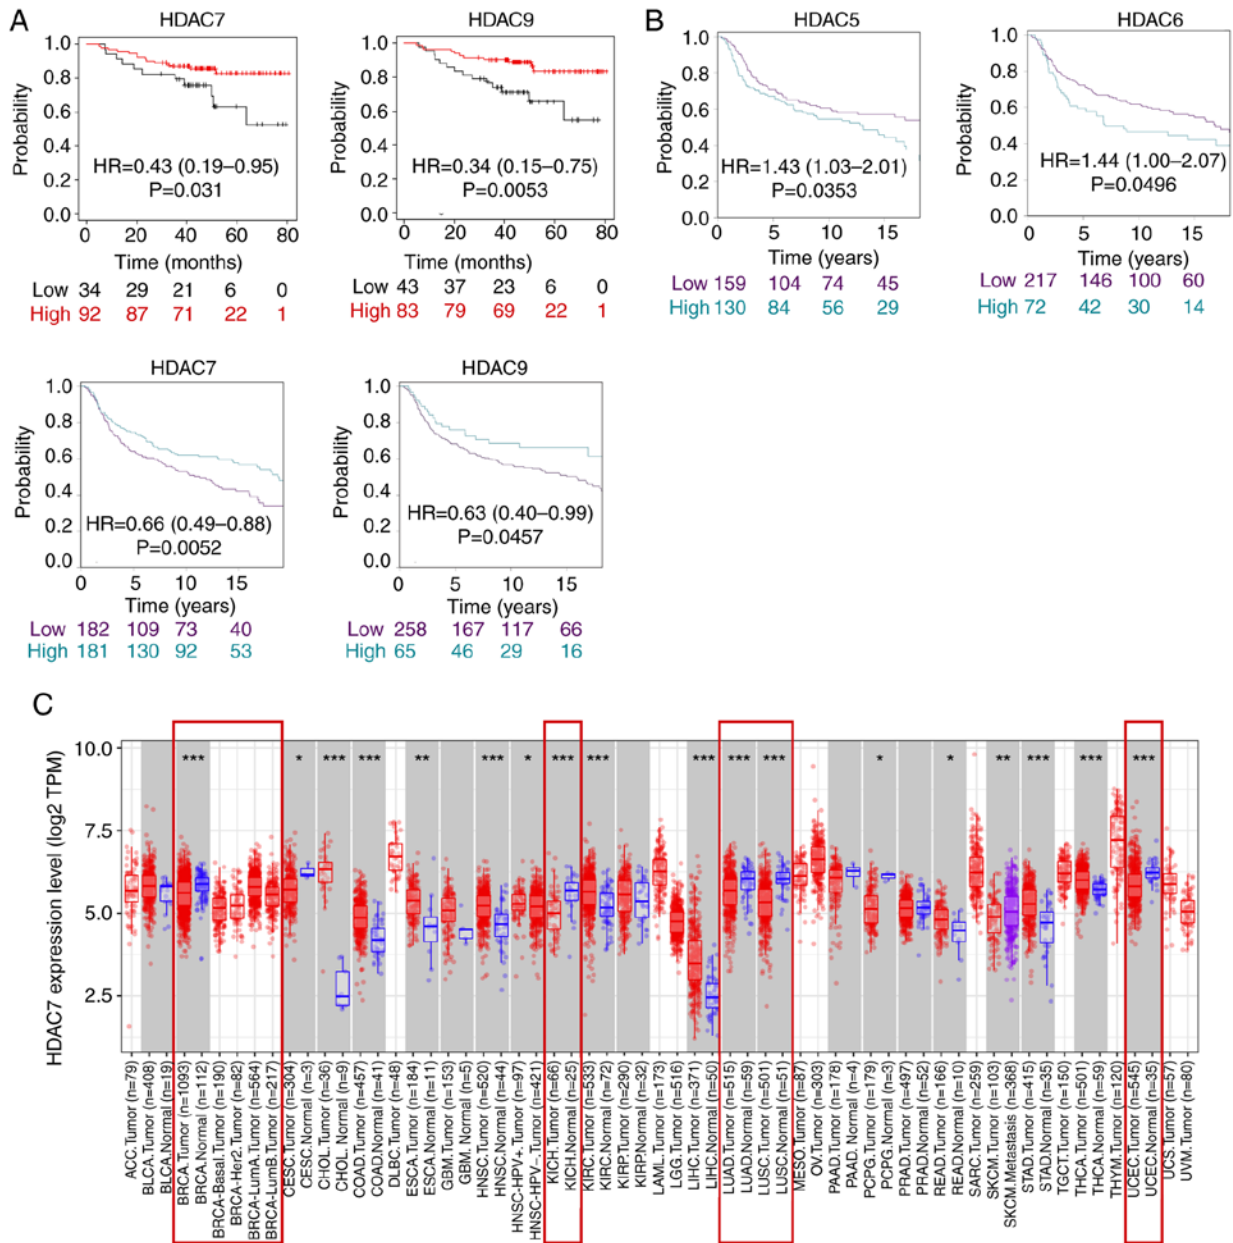 A
HDAC7
Probability
1.0
0.8
0.6
0.4
0.2
0.0
HR=0.43 (0.19–0.95)
P=0.031
0 20 40 60 80
Time (months)
Low 34 29 21 6 0
High 92 87 71 22 1
HDAC9
Probability
1.0
0.8
0.6
0.4
0.2
0.0
HR=0.34 (0.15–0.75)
P=0.0053
0 20 40 60 80
Time (months)
Low 43 37 23 6 0
High 83 79 69 22 1
B
HDAC5
Probability
1.0
0.8
0.6
0.4
0.2
0.0
HR=1.43 (1.03–2.01)
P=0.0353
0 5 10 15
Time (years)
Low 159 104 74 45
High 130 84 56 29
HDAC6
Probability
1.0
0.8
0.6
0.4
0.2
0.0
HR=1.44 (1.00–2.07)
P=0.0496
0 5 10 15
Time (years)
Low 217 146 100 60
High 72 42 30 14
HDAC7
Probability
1.0
0.8
0.6
0.4
0.2
0.0
HR=0.66 (0.49–0.88)
P=0.0052
0 5 10 15
Time (years)
Low 182 109 73 40
High 181 130 92 53
HDAC9
Probability
1.0
0.8
0.6
0.4
0.2
0.0
HR=0.63 (0.40–0.99)
P=0.0457
0 5 10 15
Time (years)
Low 258 167 117 66
High 65 46 29 16
C
HDAC7 expression level (log2 TPM)
10.0
7.5
5.0
2.5
*** * *** *** ** *** * *** *** *** *** *** * * ** *** *** ***
ACC.Tumor (n=79)
BLCA.Tumor (n=408)
BLCA.Normal (n=19)
BRCA.Tumor (n=1093)
BRCA.Normal (n=112)
BRCA-Basal.Tumor (n=190)
BRCA-Her2.Tumor (n=82)
BRCA-LumA.Tumor (n=564)
BRCA-LumB.Tumor (n=217)
CESC.Tumor (n=304)
CESC.Normal (n=3)
CHOL.Tumor (n=36)
CHOL. Normal (n=9)
COAD.Tumor (n=457)
COAD.Normal (n=41)
DLBC.Tumor (n=48)
ESCA.Tumor (n=184)
ESCA.Normal (n=11)
GBM.Tumor (n=153)
GBM. Normal (n=5)
HNSC.Tumor (n=520)
HNSC.Normal (n=44)
HNSC-HPV+. Tumor (n=97)
HNSC-HPV-.Tumor (n=421)
KICH.Tumor (n=66)
KICH.Normal (n=25)
KIRC.Tumor (n=533)
KIRC.Normal (n=72)
KIRP.Tumor (n=290)
KIRP.Normal (n=32)
LAML.Tumor (n=173)
LGG.Tumor (n=516)
LIHC.Tumor (n=371)
LIHC.Normal (n=50)
LUAD.Tumor (n=515)
LUAD.Normal (n=59)
LUSC.Tumor (n=501)
LUSC.Normal (n=51)
MESO.Tumor (n=87)
OV.Tumor (n=303)
PAAD.Tumor (n=178)
PAAD. Normal (n=4)
PCPG.Tumor (n=179)
PCPG.Normal (n=3)
PRAD.Tumor (n=497)
PRAD.Normal (n=52)
READ.Tumor (n=166)
READ.Normal (n=10)
SARC.Tumor (n=259)
SKCM.Tumor (n=103)
SKCM.Metastasis (n=368)
STAD.Tumor (n=415)
STAD.Normal (n=35)
TGCT.Tumor (n=150)
THCA.Tumor (n=501)
THCA.Normal (n=59)
THYM.Tumor (n=120)
UCEC.Tumor (n=545)
UCEC.Normal (n=35)
UCS.Tumor (n=57)
UVM.Tumor (n=80)